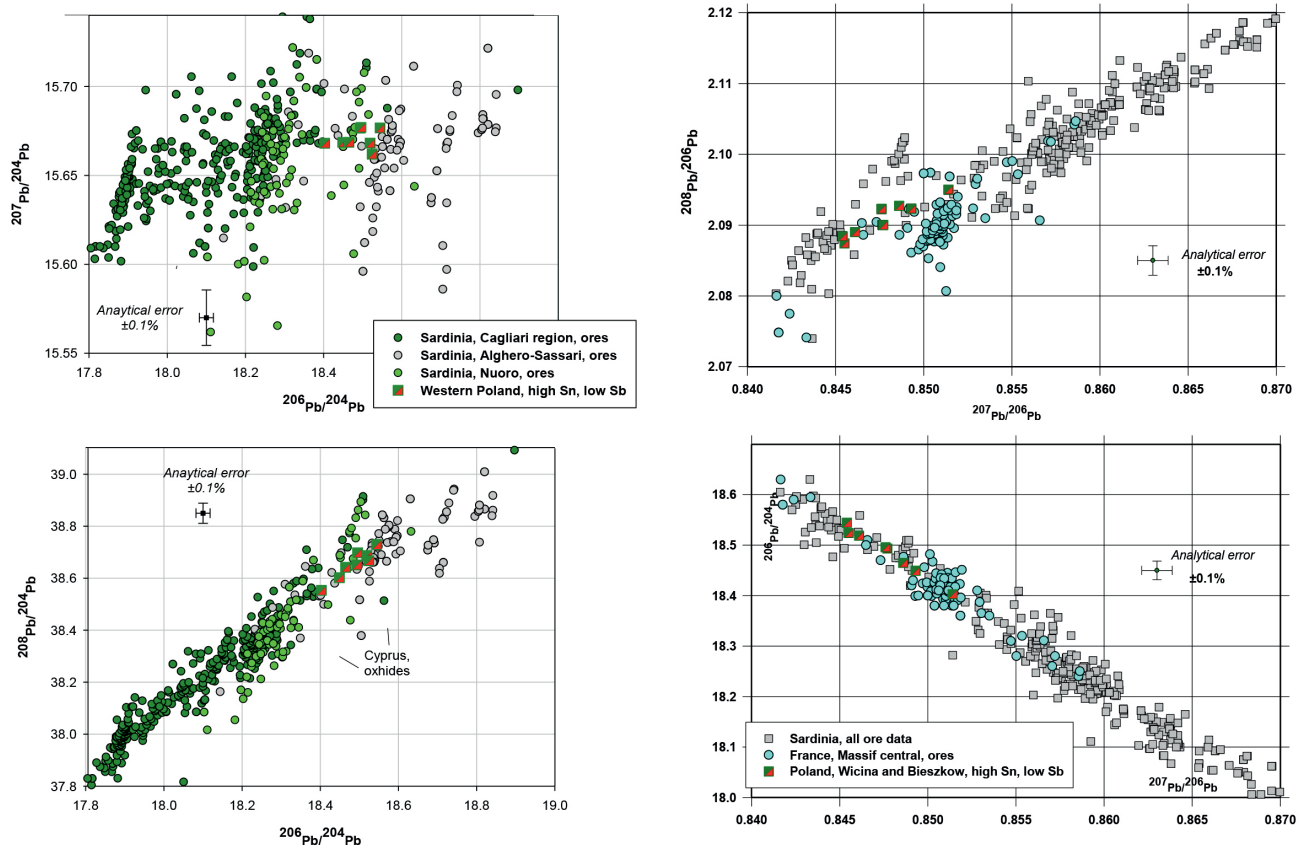 15.70
15.65
15.60
15.55
207Pb/204Pb
Anaytical error
±0.1%
17.8
18.0
18.2
18.4
206Pb/204Pb
Sardinia, Cagliari region, ores
Sardinia, Alghero-Sassari, ores
Sardinia, Nuoro, ores
Western Poland, high Sn, low Sb
2.12
2.11
2.10
2.09
2.08
2.07
208Pb/206Pb
Analytical error
±0.1%
0.840
0.845
0.850
0.855
0.860
0.865
0.870
207Pb/206Pb
39.0
38.8
38.6
38.4
38.2
38.0
37.8
208Pb/204Pb
Anaytical error
±0.1%
Cyprus,
oxhides
17.8
18.0
18.2
18.4
18.6
18.8
19.0
206Pb/204Pb
18.6
18.5
18.4
18.3
18.2
18.1
18.0
206Pb/204Pb
Analytical error
±0.1%
Sardinia, all ore data
France, Massif central, ores
Poland, Wicina and Bieszkow, high Sn, low Sb
207Pb/206Pb
0.840
0.845
0.850
0.855
0.860
0.865
0.870